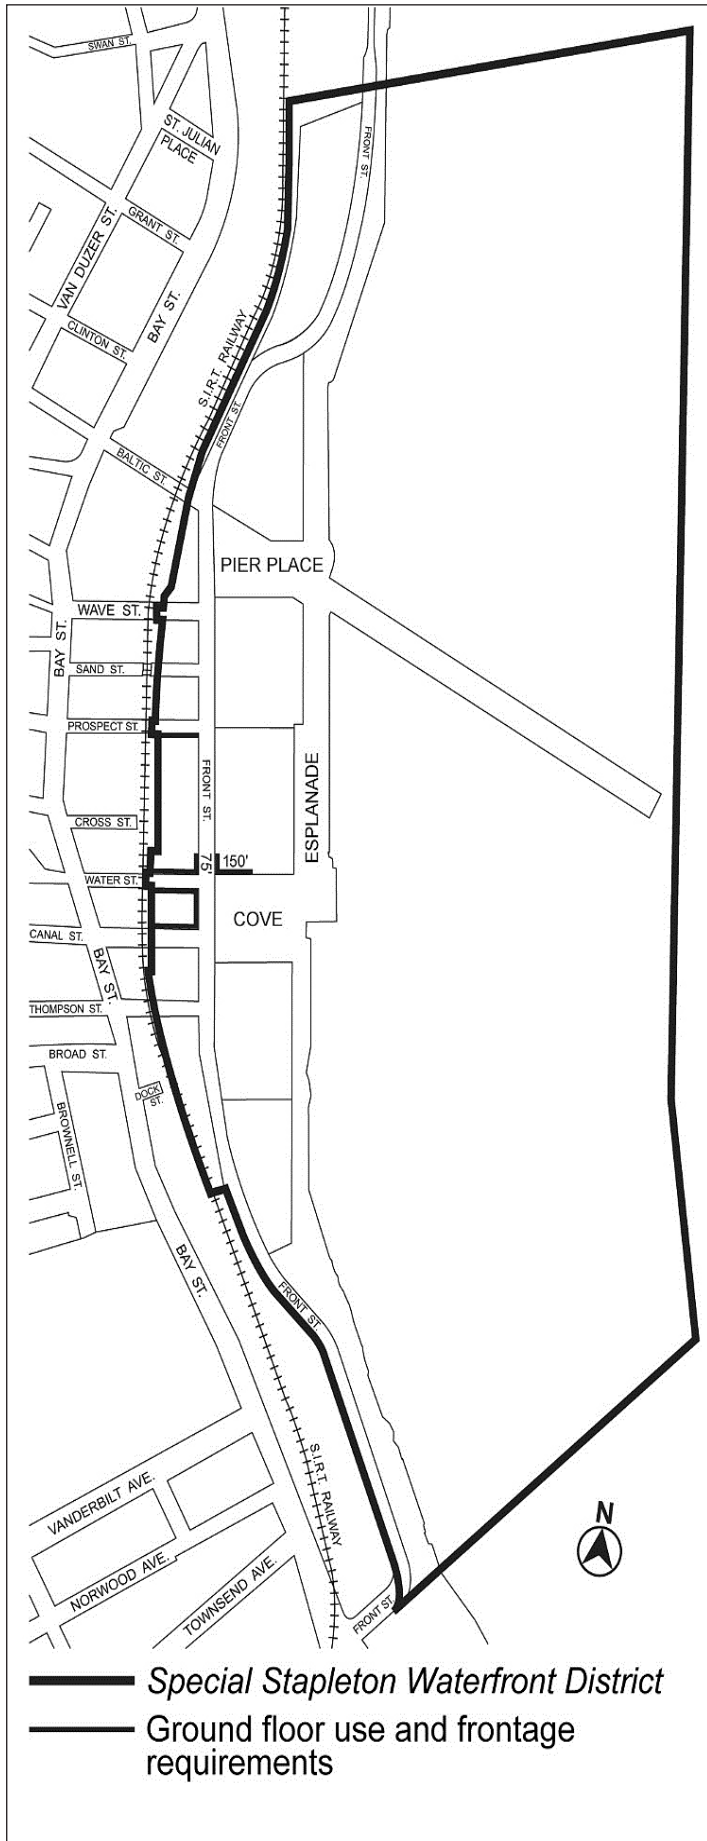 SWAN ST.
ST. JULIAN
PLACE
FRONT ST.
GRANT ST.
VAN DUZER ST.
BAY ST.
CLINTON ST.
S.I.R.T. RAILWAY
FRONT ST.
BALTIC ST.
PIER PLACE
WAVE ST.
BAY ST.
SAND ST.
PROSPECT ST.
FRONT ST.
ESPLANADE
CROSS ST.
75'
150'
WATER ST.
COVE
CANAL ST.
BAY ST.
THOMPSON ST.
BROAD ST.
DOCK
ST.
BROWNELL ST.
BAY ST.
FRONT ST.
S.I.R.T. RAILWAY
VANDERBILT AVE.
N
NORWOOD AVE.
TOWNSEND AVE.
FRONT ST.
Special Stapleton Waterfront District
Ground floor use and frontage
requirements